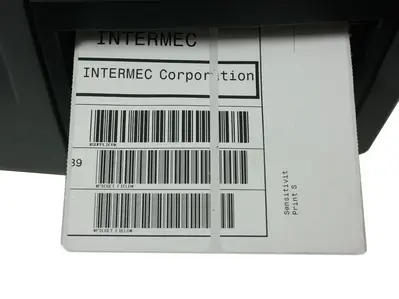 INTERMEC
INTERMEC Corporation
39
Sensitivit
Print S